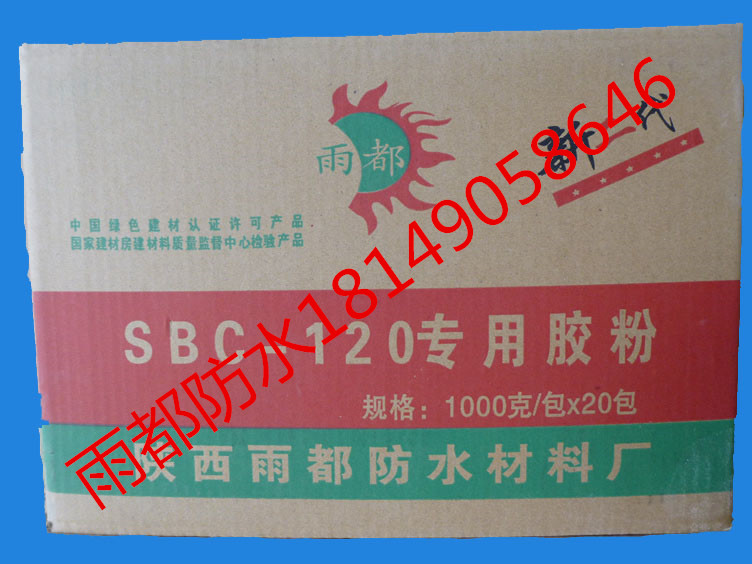 雨都
新一代
中国绿色建材认证许可产品
国家建材房建材料质量监督中心检验产品
SBC-120专用胶粉
规格：1000克/包x20包
陕西雨都防水材料厂
雨都防水18149058646